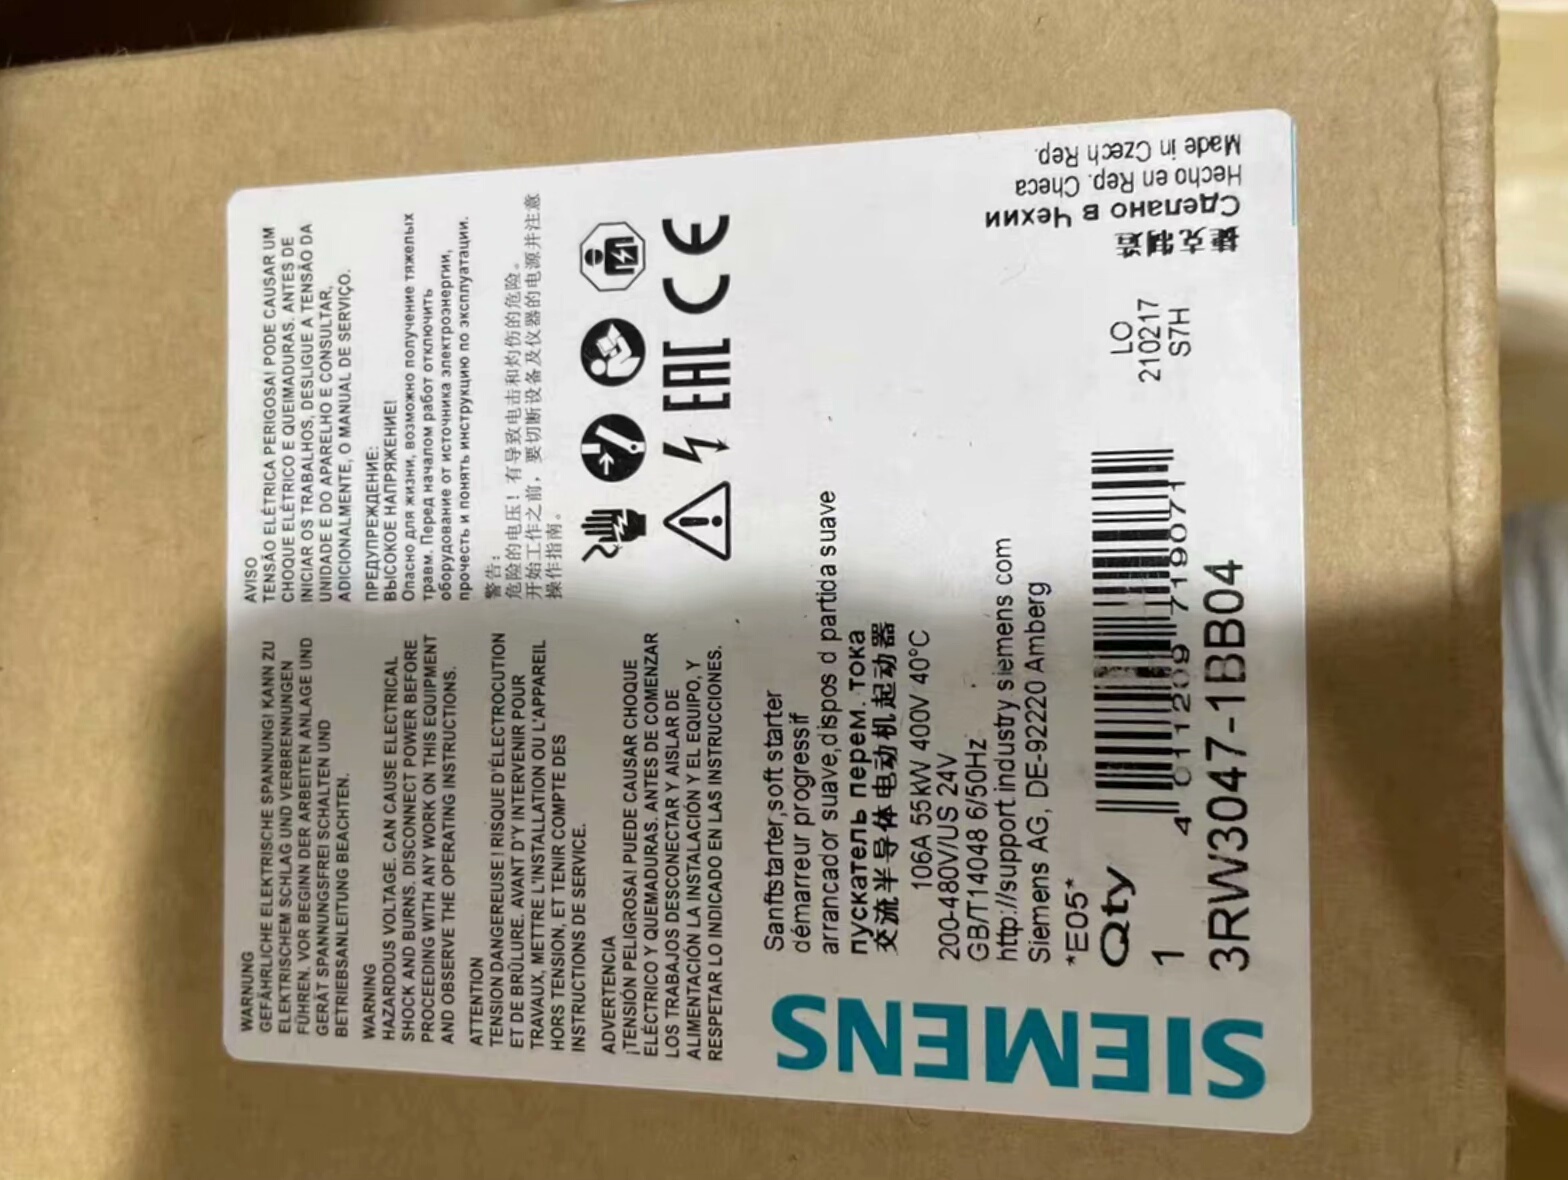 WARNUNG
GEFÄHRLICHE ELEKTRISCHE SPANNUNG! KANN ZU
ELEKTRISCHEM SCHLAG UND VERBRENNUNGEN
FÜHREN. VOR BEGINN DER ARBEITEN ANLAGE UND
GERÄT SPANNUNGSFREI SCHALTEN UND
BETRIEBSANLEITUNG BEACHTEN.
WARNING
HAZARDOUS VOLTAGE. CAN CAUSE ELECTRICAL
SHOCK AND BURNS. DISCONNECT POWER BEFORE
PROCEEDING WITH ANY WORK ON THIS EQUIPMENT
AND OBSERVE THE OPERATING INSTRUCTIONS.
ATTENTION
TENSION DANGEREUSE ! RISQUE D'ÉLECTROCUTION
ET DE BRÛLURE. AVANT D'Y INTERVENIR POUR
TRAVAUX, METTRE L'INSTALLATION OU L'APPAREIL
HORS TENSION, ET TENIR COMPTE DES
INSTRUCTIONS DE SERVICE.
ADVERTENCIA
¡TENSIÓN PELIGROSA! PUEDE CAUSAR CHOQUE
ELÉCTRICO Y QUEMADURAS. ANTES DE COMENZAR
LOS TRABAJOS DESCONECTAR Y AISLAR DE
ALIMENTACIÓN LA INSTALACIÓN Y EL EQUIPO, Y
RESPETAR LO INDICADO EN LAS INSTRUCCIONES.
AVISO
TENSÃO ELÉTRICA PERIGOSA! PODE CAUSAR UM
CHOQUE ELÉTRICO E QUEIMADURAS. ANTES DE
INICIAR OS TRABALHOS, DESLIGUE A TENSÃO DA
UNIDADE E DO APARELHO E CONSULTAR,
ADICIONALMENTE, O MANUAL DE SERVIÇO.
ПРЕДУПРЕЖДЕНИЕ:
ВЫСОКОЕ НАПРЯЖЕНИЕ!
Опасно для жизни, возможно получение тяжелых
травм. Перед началом работ отключить
оборудование от источника электроэнергии,
прочесть и понять инструкцию по эксплуатации.
警告:
危险的电压！有导致电击和灼伤的危险。
开始工作之前，要切断设备及仪器的电源并注意
操作指南。
EAC CE
SIEMENS
Sanftstarter,soft starter
démarreur progressif
arrancador suave,dispos d partida suave
пускатель перем. тока
交流半导体电动机起动器
106A 55kW 400V 40°C
200-480V/US 24V
GB/T14048 6/50Hz
http://support industry siemens com
Siemens AG, DE-92220 Amberg
*E05*
Qty
1
4 011209 719071
3RW3047-1BB04
LO
210217
S7H
Made in Czech Rep.
Hecho en Rep. Checa
Сделано в Чехии
捷克制造